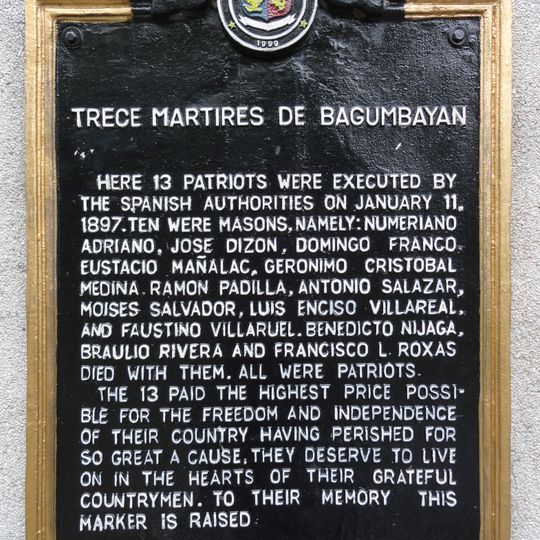 1999
TRECE MARTIRES DE BAGUMBAYAN
HERE 13 PATRIOTS WERE EXECUTED BY
THE SPANISH AUTHORITIES ON JANUARY 11,
1897. TEN WERE MASONS, NAMELY: NUMERIANO
ADRIANO, JOSE DIZON, DOMINGO FRANCO,
EUSTACIO MAÑALAC, GERONIMO CRISTOBAL
MEDINA. RAMON PADILLA, ANTONIO SALAZAR,
MOISES SALVADOR, LUIS ENCISO VILLAREAL,
AND FAUSTINO VILLARUEL. BENEDICTO NIJAGA,
BRAULIO RIVERA AND FRANCISCO L. ROXAS
DIED WITH THEM. ALL WERE PATRIOTS.
THE 13 PAID THE HIGHEST PRICE POSSI-
BLE FOR THE FREEDOM AND INDEPENDENCE
OF THEIR COUNTRY. HAVING PERISHED FOR
SO GREAT A CAUSE, THEY DESERVE TO LIVE
ON IN THE HEARTS OF THEIR GRATEFUL
COUNTRYMEN. TO THEIR MEMORY THIS
MARKER IS RAISED.